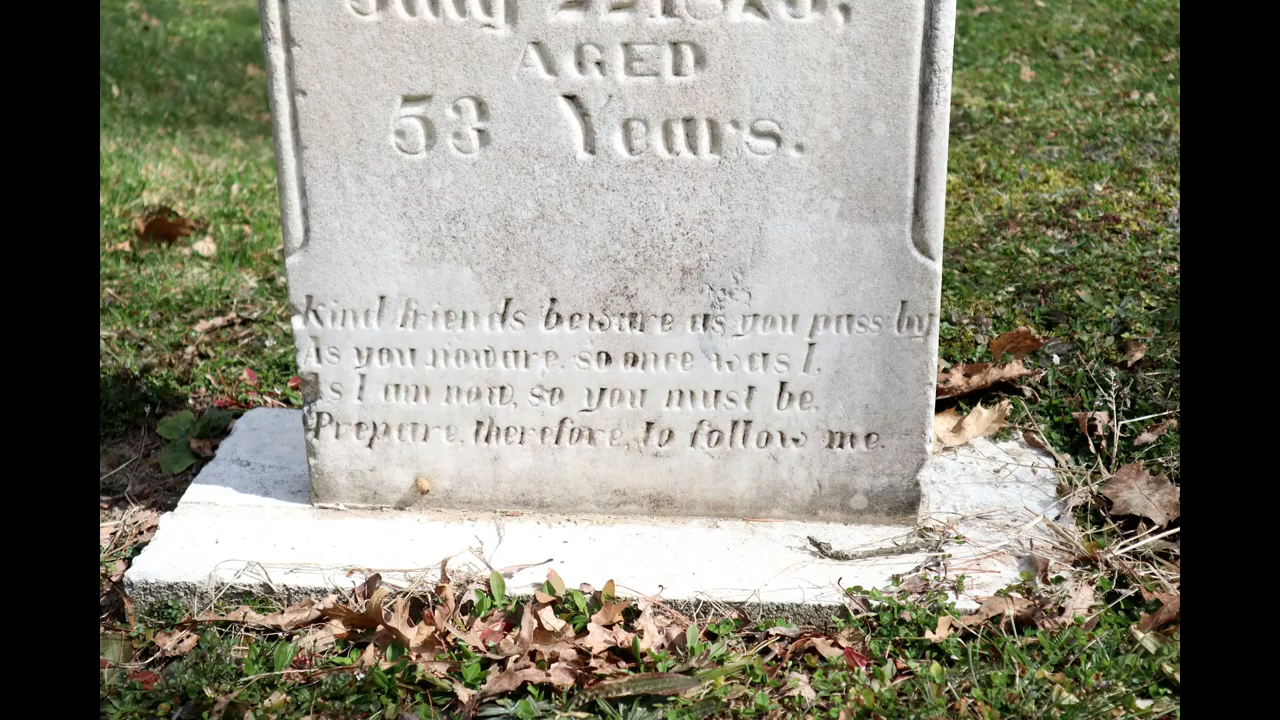 July
AGED
53 Years.
Kind friends beware as you pass by
As you now are, so once was I.
As I am now, so you must be,
Prepare, therefore, to follow me.